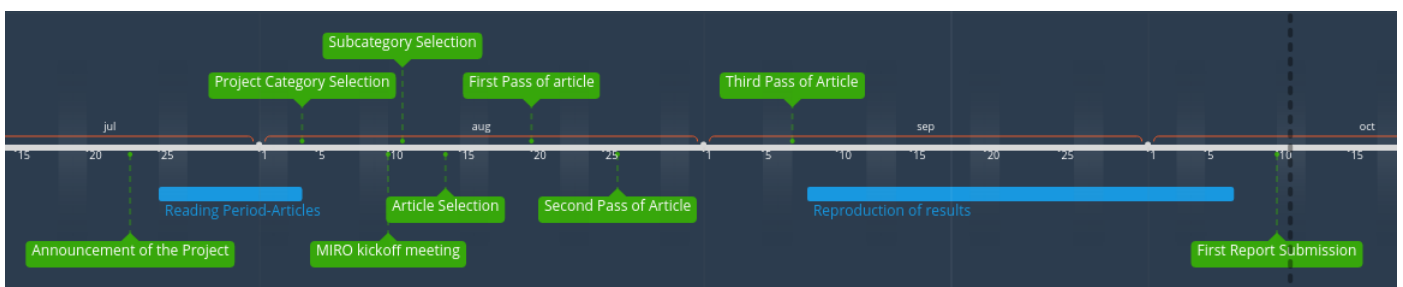 Subcategory Selection
Project Category Selection
First Pass of article
Third Pass of Article
jul
aug
sep
oct
15 20 25 1 5 10 15 20 25 1 5 10 15 20 25 1 5 10 15
Reading Period-Articles
Article Selection
Second Pass of Article
Reproduction of results
Announcement of the Project
MIRO kickoff meeting
First Report Submission